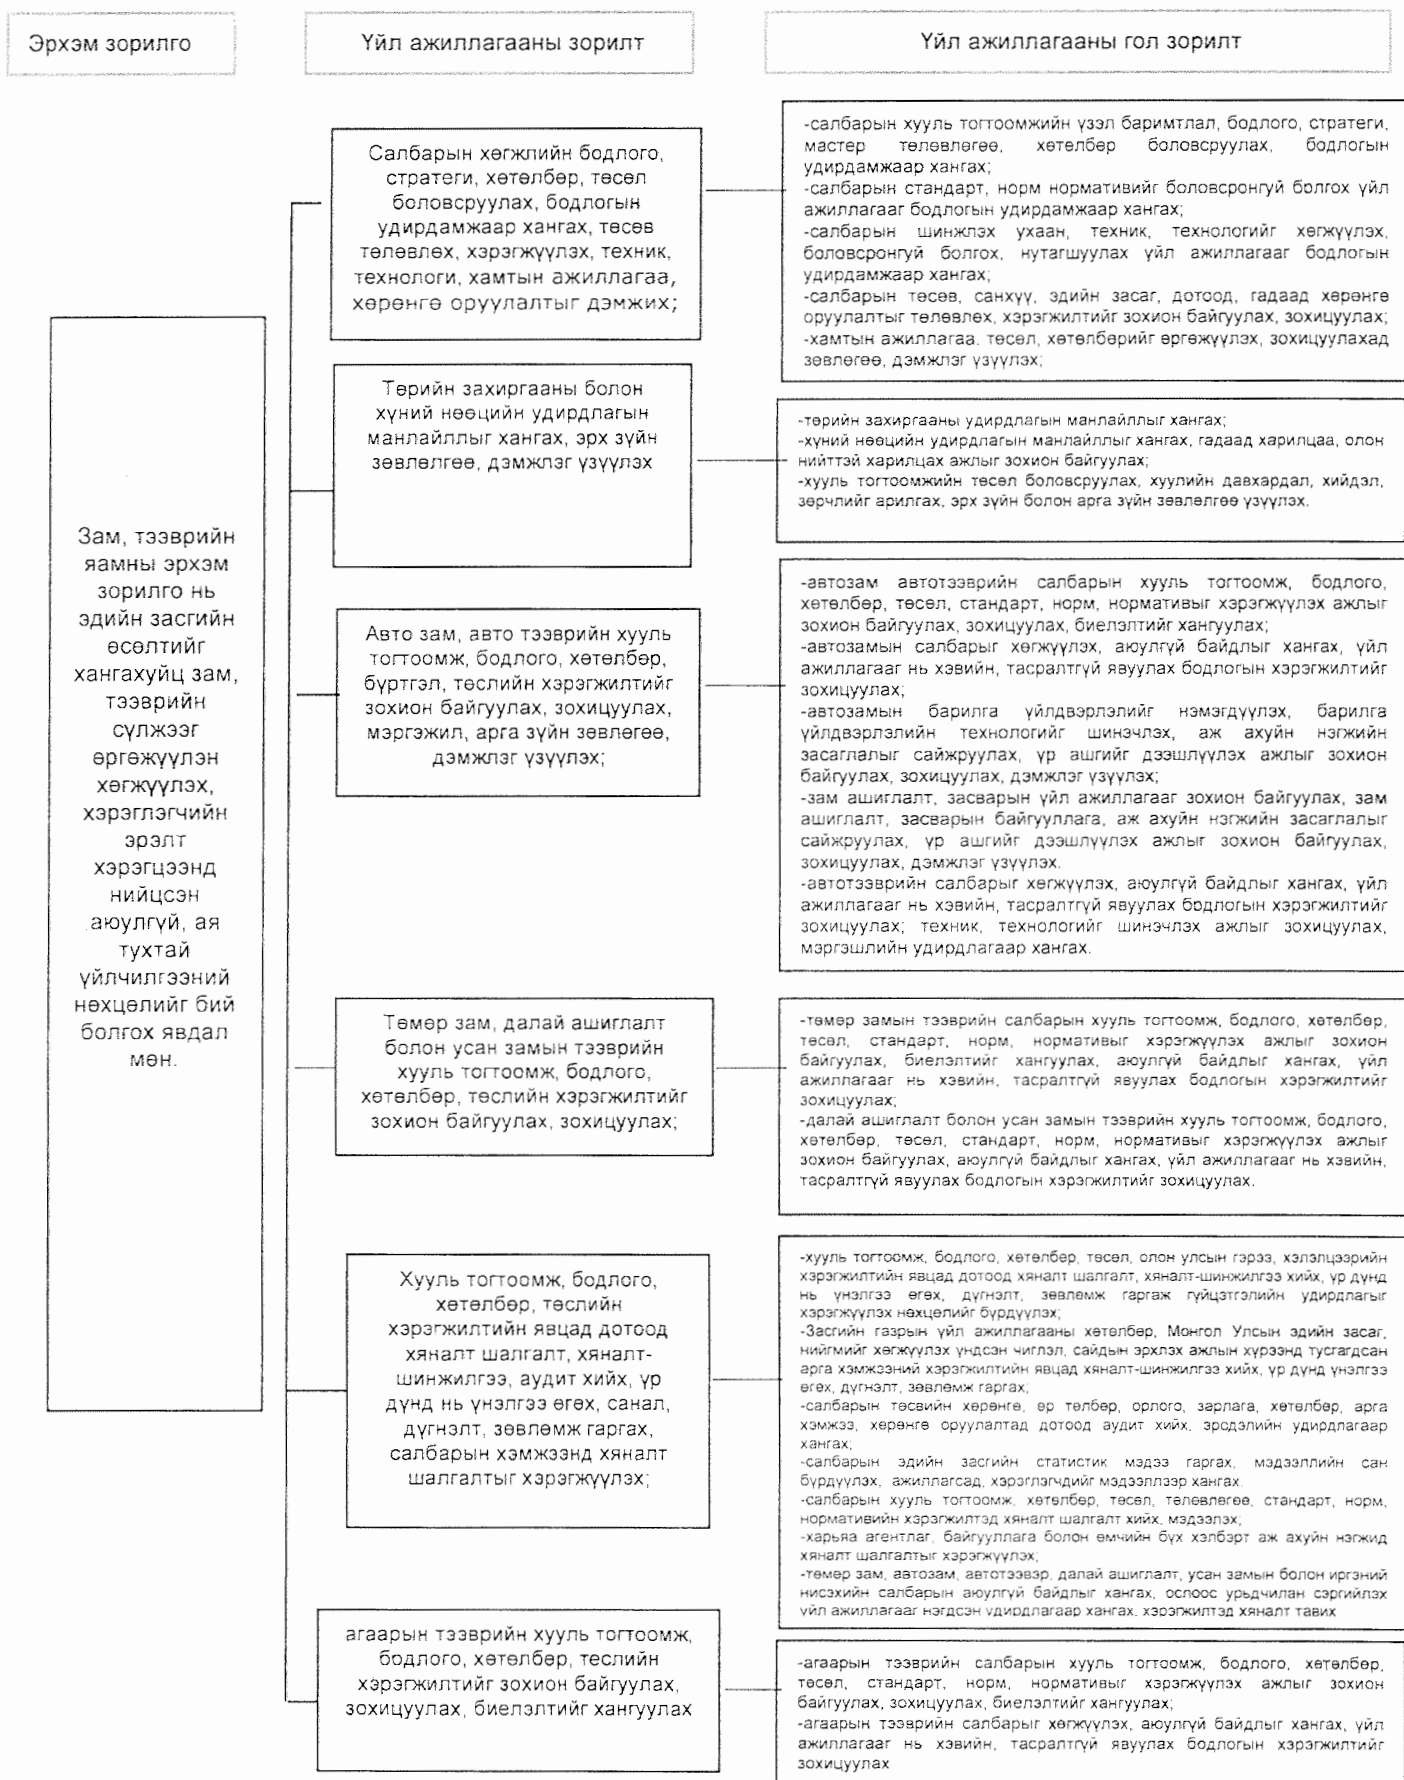 Эрхэм зорилго
Үйл ажиллагааны зорилт
Үйл ажиллагааны гол зорилт
Зам, тээврийн
яамны эрхэм
зорилго нь
эдийн засгийн
өсөлтийг
хангахуйц зам,
тээврийн
сүлжээг
өргөжүүлэн
хөгжүүлэх,
хэрэглэгчийн
эрэлт
хэрэгцээнд
нийцсэн
аюулгүй, ая
тухтай
үйлчилгээний
нөхцөлийг бий
болгох явдал
мөн.
Салбарын хөгжлийн бодлого,
стратеги, хөтөлбөр, төсөл
боловсруулах, бодлогын
удирдамжаар хангах, төсөв
төлөвлөх, хэрэгжүүлэх, техник,
технологи, хамтын ажиллагаа,
хөрөнгө оруулалтыг дэмжих;
-салбарын хууль тогтоомжийн үзэл баримтлал, бодлого, стратеги,
мастер төлөвлөгөө, хөтөлбөр боловсруулах, бодлогын
удирдамжаар хангах;
-салбарын стандарт, норм нормативийг боловсронгуй болгох үйл
ажиллагааг бодлогын удирдамжаар хангах;
-салбарын шинжлэх ухаан, техник, технологийг хөгжүүлэх,
боловсронгуй болгох, нутагшуулах үйл ажиллагааг бодлогын
удирдамжаар хангах;
-салбарын төсөв, санхүү, эдийн засаг, дотоод, гадаад хөрөнгө
оруулалтыг төлөвлөх, хэрэгжилтийг зохион байгуулах, зохицуулах;
-хамтын ажиллагаа, төсөл, хөтөлбөрийг өргөжүүлэх, зохицуулахад
зөвлөгөө, дэмжлэг үзүүлэх;
Төрийн захиргааны болон
хүний нөөцийн удирдлагын
манлайллыг хангах, эрх зүйн
зөвлөлгөө, дэмжлэг үзүүлэх
-төрийн захиргааны удирдлагын манлайллыг хангах;
-хүний нөөцийн удирдлагын манлайллыг хангах, гадаад харилцаа, олон
нийттэй харилцах ажлыг зохион байгуулах;
-хууль тогтоомжийн төсөл боловсруулах, хуулийн давхардал, хийдэл,
зөрчлийг арилгах, эрх зүйн болон арга зүйн зөвлөлгөө үзүүлэх.
Авто зам, авто тээврийн хууль
тогтоомж, бодлого, хөтөлбөр,
бүртгэл, төслийн хэрэгжилтийг
зохион байгуулах, зохицуулах,
мэргэжил, арга зүйн зөвлөгөө,
дэмжлэг үзүүлэх;
-автозам автотээврийн салбарын хууль тогтоомж, бодлого,
хөтөлбөр, төсөл, стандарт, норм, нормативыг хэрэгжүүлэх ажлыг
зохион байгуулах, зохицуулах, биелэлтийг хангуулах;
-автозамын салбарыг хөгжүүлэх, аюулгүй байдлыг хангах, үйл
ажиллагааг нь хэвийн, тасралтгүй явуулах бодлогын хэрэгжилтийг
зохицуулах;
-автозамын барилга үйлдвэрлэлийг нэмэгдүүлэх, барилга
үйлдвэрлэлийн технологийг шинэчлэх, аж ахуйн нэгжийн
засаглалыг сайжруулах, үр ашгийг дээшлүүлэх ажлыг зохион
байгуулах, зохицуулах, дэмжлэг үзүүлэх;
-зам ашиглалт, засварын үйл ажиллагааг зохион байгуулах, зам
ашиглалт, засварын байгууллага, аж ахуйн нэгжийн засаглалыг
сайжруулах, үр ашгийг дээшлүүлэх ажлыг зохион байгуулах,
зохицуулах, дэмжлэг үзүүлэх.
-автотээврийн салбарыг хөгжүүлэх, аюулгүй байдлыг хангах, үйл
ажиллагааг нь хэвийн, тасралтгүй явуулах бодлогын хэрэгжилтийг
зохицуулах; техник, технологийг шинэчлэх ажлыг зохицуулах,
мэргэшлийн удирдлагаар хангах.
Төмөр зам, далай ашиглалт
болон усан замын тээврийн
хууль тогтоомж, бодлого,
хөтөлбөр, төслийн хэрэгжилтийг
зохион байгуулах, зохицуулах;
-төмөр замын тээврийн салбарын хууль тогтоомж, бодлого, хөтөлбөр,
төсөл, стандарт, норм, нормативыг хэрэгжүүлэх ажлыг зохион
байгуулах, биелэлтийг хангуулах, аюулгүй байдлыг хангах, үйл
ажиллагааг нь хэвийн, тасралтгүй явуулах бодлогын хэрэгжилтийг
зохицуулах;
-далай ашиглалт болон усан замын тээврийн хууль тогтоомж, бодлого,
хөтөлбөр, төсөл, стандарт, норм, нормативыг хэрэгжүүлэх ажлыг
зохион байгуулах, аюулгүй байдлыг хангах, үйл ажиллагааг нь хэвийн,
тасралтгүй явуулах бодлогын хэрэгжилтийг зохицуулах.
Хууль тогтоомж, бодлого,
хөтөлбөр, төслийн
хэрэгжилтийн явцад дотоод
хяналт шалгалт, хяналт-
шинжилгээ, аудит хийх, үр
дүнд нь үнэлгээ өгөх, санал,
дүгнэлт, зөвлөмж гаргах,
салбарын хэмжээнд хяналт
шалгалтыг хэрэгжүүлэх;
-хууль тогтоомж, бодлого, хөтөлбөр, төсөл, олон улсын гэрээ, хэлэлцээрийн
хэрэгжилтийн явцад дотоод хяналт шалгалт, хяналт-шинжилгээ хийх, үр дүнд
нь үнэлгээ өгөх, дүгнэлт, зөвлөмж гаргаж гүйцэтгэлийн удирдлагыг
хэрэгжүүлэх нөхцөлийг бүрдүүлэх;
-Засгийн газрын үйл ажиллагааны хөтөлбөр, Монгол Улсын эдийн засаг,
нийгмийг хөгжүүлэх үндсэн чиглэл, сайдын эрхлэх ажлын хүрээнд тусгагдсан
арга хэмжээний хэрэгжилтийн явцад хяналт-шинжилгээ хийх, үр дүнд үнэлгээ
өгөх, дүгнэлт, зөвлөмж гаргах;
-салбарын төсвийн хөрөнгө, өр төлбөр, орлого, зарлага, хөтөлбөр, арга
хэмжээ, хөрөнгө оруулалтад дотоод аудит хийх, эрсдэлийн удирдлагаар
хангах;
-салбарын эдийн засгийн статистик мэдээ гаргах, мэдээллийн сан
бүрдүүлэх, ажиллагсад, хэрэглэгчдийг мэдээллээр хангах.
-салбарын хууль тогтоомж, хөтөлбөр, төсөл, төлөвлөгөө, стандарт, норм,
нормативийн хэрэгжилтэд хяналт шалгалт хийх, мэдээлэх;
-харьяа агентлаг, байгууллага болон өмчийн бүх хэлбэрт аж ахуйн нэгжид
хяналт шалгалтыг хэрэгжүүлэх;
-төмөр зам, автозам, автотээвэр, далай ашиглалт, усан замын болон иргэний
нисэхийн салбарын аюулгүй байдлыг хангах, ослоос урьдчилан сэргийлэх
үйл ажиллагааг нэгдсэн удирдлагаар хангах, хэрэгжилтэд хяналт тавих
агаарын тээврийн хууль тогтоомж,
бодлого, хөтөлбөр, теслийн
хэрэгжилтийг зохион байгуулах,
зохицуулах, биелэлтийг хангуулах
-агаарын тээврийн салбарын хууль тогтоомж, бодлого, хөтөлбөр,
төсөл, стандарт, норм, нормативыг хэрэгжүүлэх ажлыг зохион
байгуулах, зохицуулах, биелэлтийг хангуулах;
-агаарын тээврийн салбарыг хөгжүүлэх, аюулгүй байдлыг хангах, үйл
ажиллагааг нь хэвийн, тасралтгүй явуулах бодлогын хэрэгжилтийг
зохицуулах